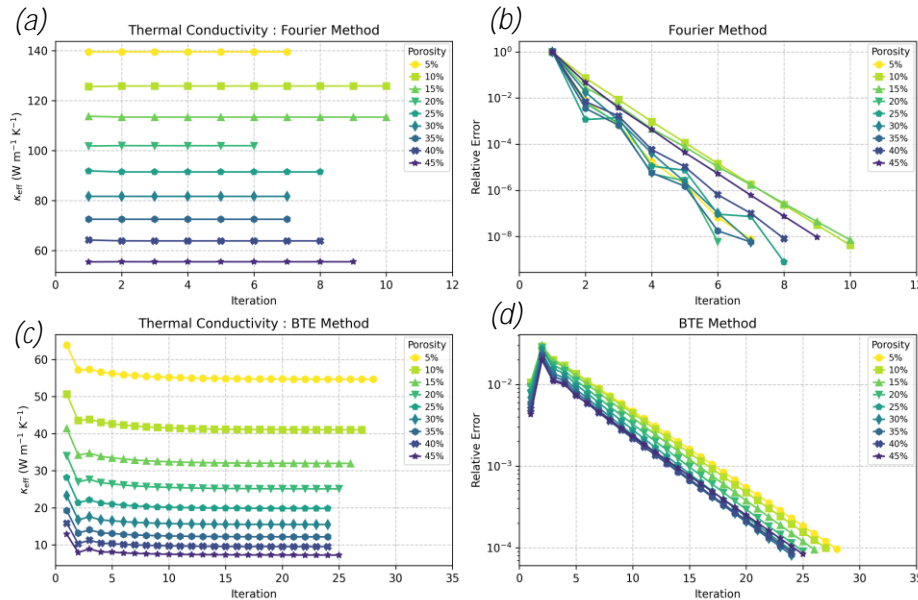 (a)
Thermal Conductivity : Fourier Method
κeff (W m⁻¹ K⁻¹)
140
120
100
80
60
0 2 4 6 8 10 12
Iteration
Porosity
5%
10%
15%
20%
25%
30%
35%
40%
45%
(b)
Fourier Method
Relative Error
10⁰
10⁻²
10⁻⁴
10⁻⁶
10⁻⁸
0 2 4 6 8 10 12
Iteration
Porosity
5%
10%
15%
20%
25%
30%
35%
40%
45%
(c)
Thermal Conductivity : BTE Method
κeff (W m⁻¹ K⁻¹)
60
50
40
30
20
10
0 5 10 15 20 25 30 35
Iteration
Porosity
5%
10%
15%
20%
25%
30%
35%
40%
45%
(d)
BTE Method
Relative Error
10⁻²
10⁻³
10⁻⁴
0 5 10 15 20 25 30 35
Iteration
Porosity
5%
10%
15%
20%
25%
30%
35%
40%
45%